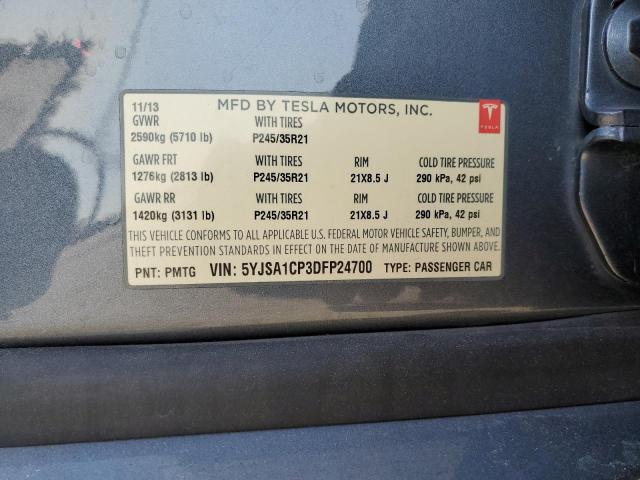 11/13 MFD BY TESLA MOTORS, INC.
GVWR WITH TIRES
2590kg (5710 lb) P245/35R21
TESLA
GAWR FRT WITH TIRES RIM COLD TIRE PRESSURE
1276kg (2813 lb) P245/35R21 21X8.5 J 290 kPa, 42 psi
GAWR RR WITH TIRES RIM COLD TIRE PRESSURE
1420kg (3131 lb) P245/35R21 21X8.5 J 290 kPa, 42 psi
THIS VEHICLE CONFORMS TO ALL APPLICABLE U.S. FEDERAL MOTOR VEHICLE SAFETY, BUMPER, AND
THEFT PREVENTION STANDARDS IN EFFECT ON THE DATE OF MANUFACTURE SHOWN ABOVE.
PNT: PMTG VIN: 5YJSA1CP3DFP24700 TYPE: PASSENGER CAR